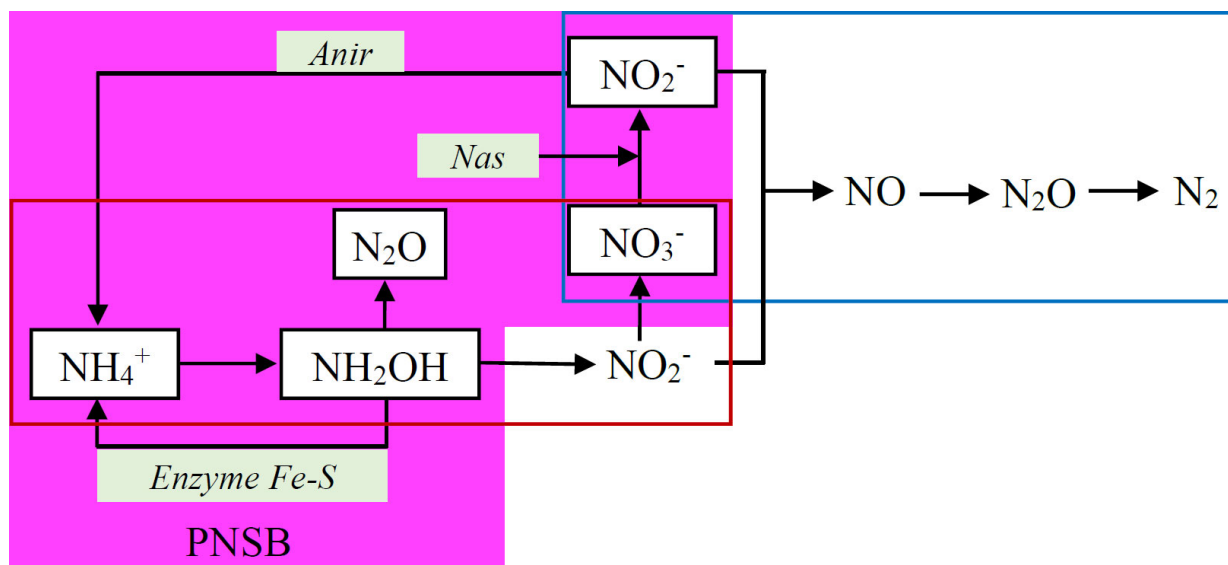 Anir
NO₂⁻
Nas
NO
N₂O
N₂
N₂O
NO₃⁻
NH₄⁺
NH₂OH
NO₂⁻
Enzyme Fe-S
PNSB